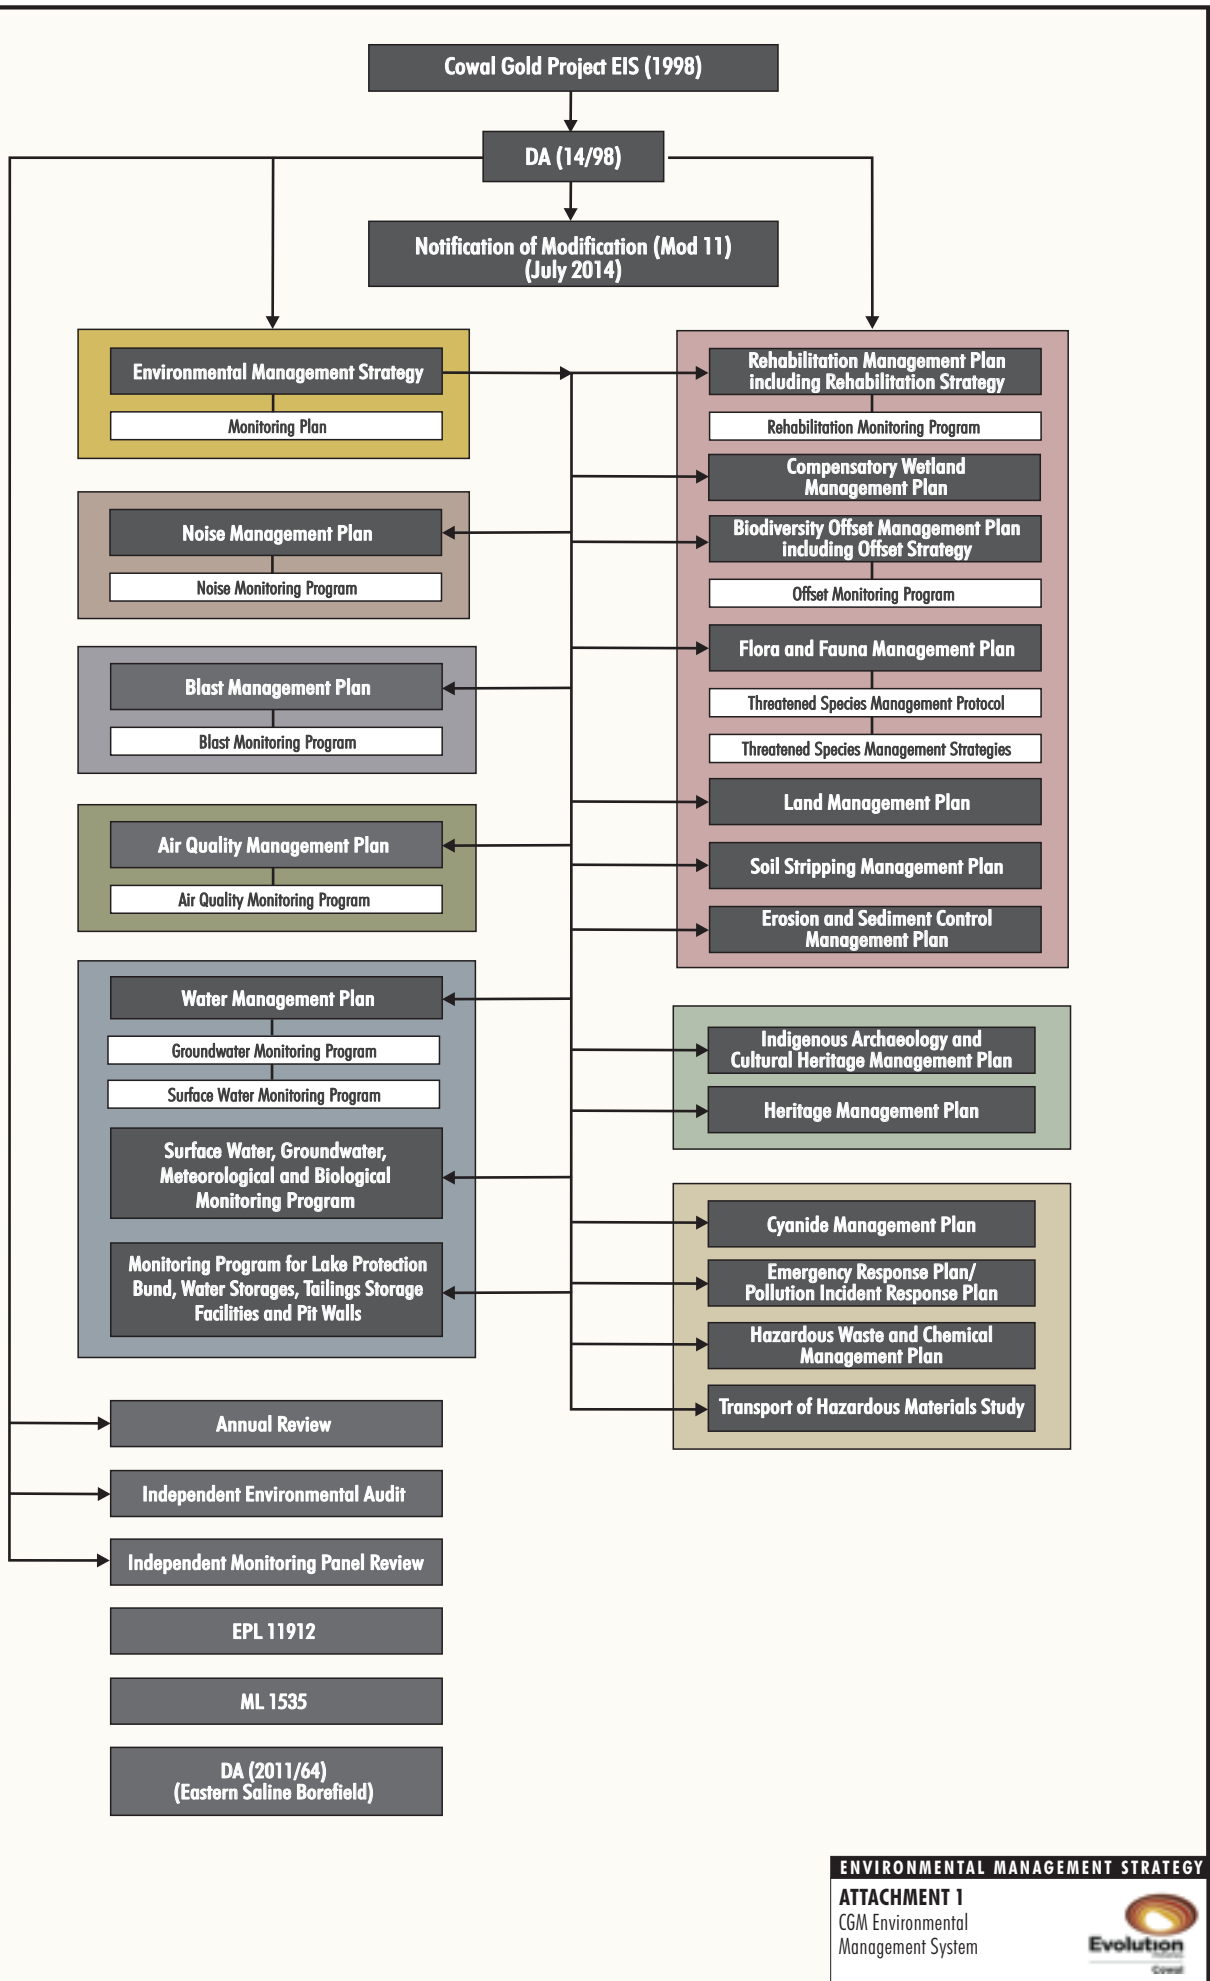 Cowal Gold Project EIS (1998)
DA (14/98)
Notification of Modification (Mod 11)
(July 2014)
Environmental Management Strategy
Monitoring Plan
Noise Management Plan
Noise Monitoring Program
Blast Management Plan
Blast Monitoring Program
Air Quality Management Plan
Air Quality Monitoring Program
Water Management Plan
Groundwater Monitoring Program
Surface Water Monitoring Program
Surface Water, Groundwater,
Meteorological and Biological
Monitoring Program
Monitoring Program for Lake Protection
Bund, Water Storages, Tailings Storage
Facilities and Pit Walls
Annual Review
Independent Environmental Audit
Independent Monitoring Panel Review
EPL 11912
ML 1535
DA (2011/64)
(Eastern Saline Borefield)
Rehabilitation Management Plan
including Rehabilitation Strategy
Rehabilitation Monitoring Program
Compensatory Wetland
Management Plan
Biodiversity Offset Management Plan
including Offset Strategy
Offset Monitoring Program
Flora and Fauna Management Plan
Threatened Species Management Protocol
Threatened Species Management Strategies
Land Management Plan
Soil Stripping Management Plan
Erosion and Sediment Control
Management Plan
Indigenous Archaeology and
Cultural Heritage Management Plan
Heritage Management Plan
Cyanide Management Plan
Emergency Response Plan/
Pollution Incident Response Plan
Hazardous Waste and Chemical
Management Plan
Transport of Hazardous Materials Study
ENVIRONMENTAL MANAGEMENT STRATEGY
ATTACHMENT 1
CGM Environmental
Management System
Evolution
Cowal